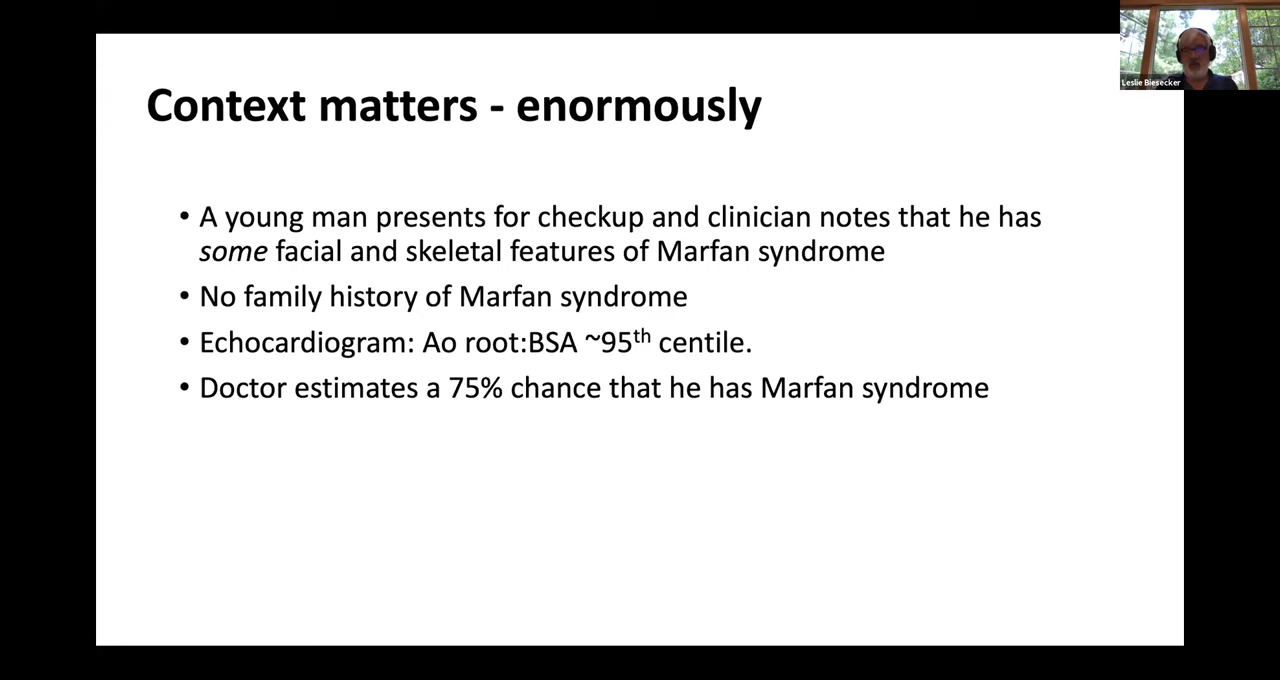 Context matters - enormously
• A young man presents for checkup and clinician notes that he has
some facial and skeletal features of Marfan syndrome
• No family history of Marfan syndrome
• Echocardiogram: Ao root:BSA ~95th centile.
• Doctor estimates a 75% chance that he has Marfan syndrome
Leslie Biesecker